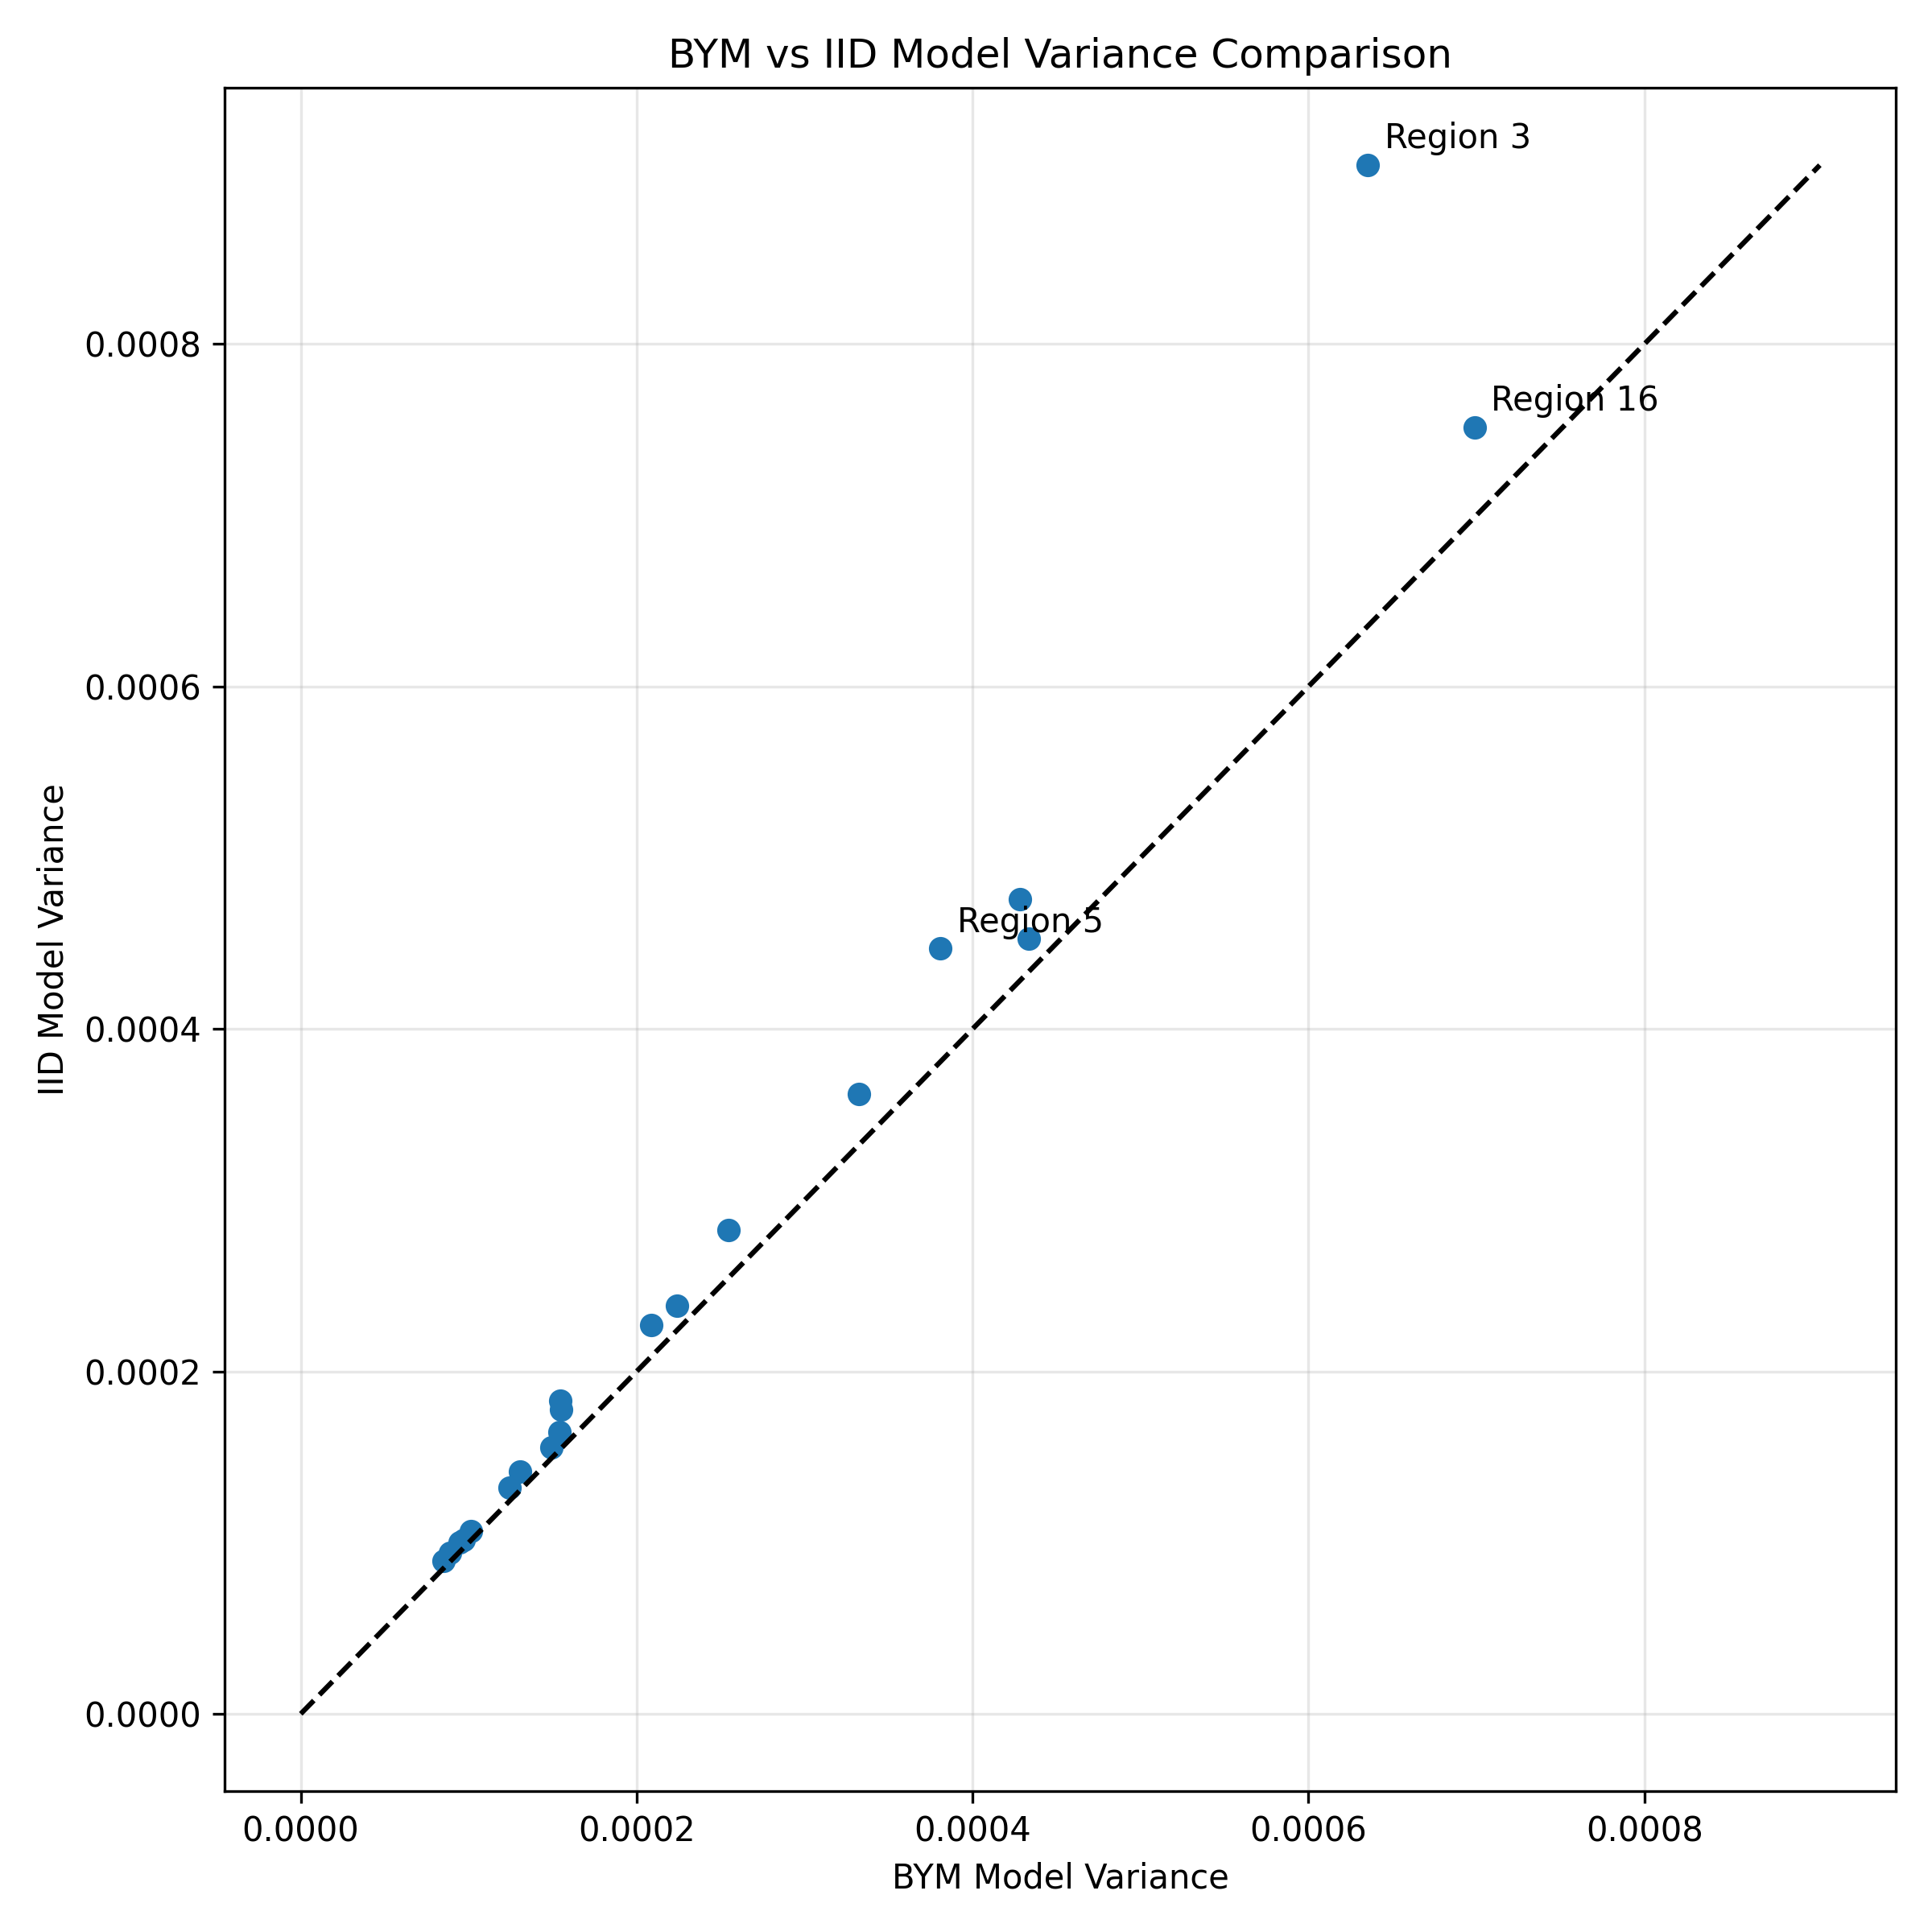 BYM vs IID Model Variance Comparison
Region 3
Region 16
Region 5
IID Model Variance
0.0008
0.0006
0.0004
0.0002
0.0000
0.0000 0.0002 0.0004 0.0006 0.0008
BYM Model Variance